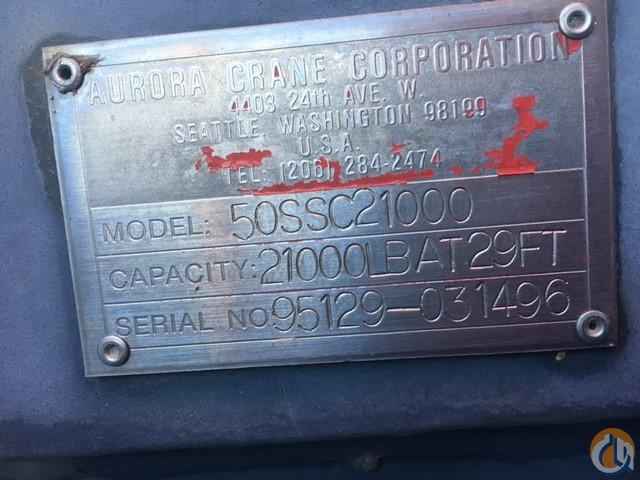 AURORA CRANE CORPORATION
4403 24th AVE. W.
SEATTLE, WASHINGTON 98199
U.S.A.
TEL: (206) 284-2474
MODEL: 50SSC21000
CAPACITY: 21000LBAT29FT
SERIAL NO 95129-031496